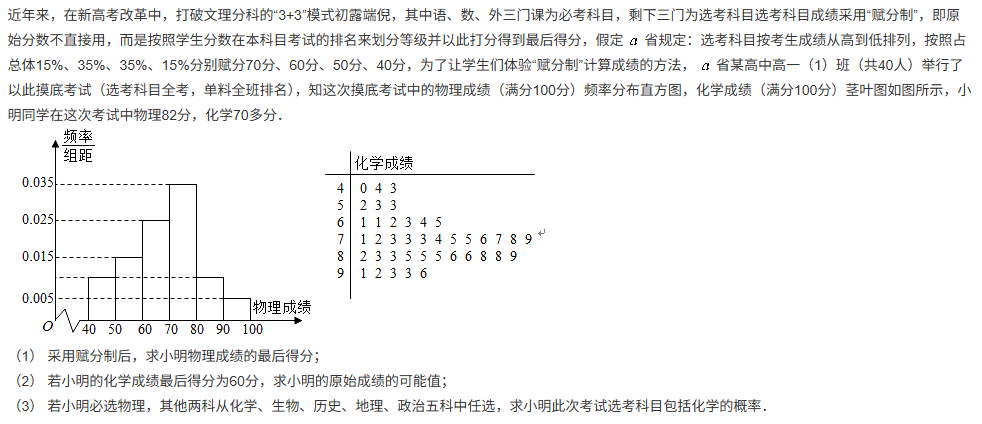 近年来，在新高考改革中，打破文理分科的“3+3”模式初露端倪，其中语、数、外三门课为必考科目，剩下三门为选考科目选考科目成绩采用“赋分制”，即原
始分数不直接用，而是按照学生分数在本科目考试的排名来划分等级并以此打分得到最后得分，假定 a 省规定：选考科目按考生成绩从高到低排列，按照占
总体15%、35%、35%、15%分别赋分70分、60分、50分、40分，为了让学生们体验“赋分制”计算成绩的方法， a 省某高中高一（1）班（共40人）举行了
以此摸底考试（选考科目全考，单料全班排名），知这次摸底考试中的物理成绩（满分100分）频率分布直方图，化学成绩（满分100分）茎叶图如图所示，小
明同学在这次考试中物理82分，化学70多分．
频率
组距
0.035
0.025
0.015
0.005
O 40 50 60 70 80 90 100
物理成绩
化学成绩
4 0 4 3
5 2 3 3
6 1 1 2 3 4 5
7 1 2 3 3 3 4 5 5 6 7 8 9
8 2 3 3 5 5 5 6 6 8 8 9
9 1 2 3 3 6
（1） 采用赋分制后，求小明物理成绩的最后得分；
（2） 若小明的化学成绩最后得分为60分，求小明的原始成绩的可能值；
（3） 若小明必选物理，其他两科从化学、生物、历史、地理、政治五科中任选，求小明此次考试选考科目包括化学的概率．